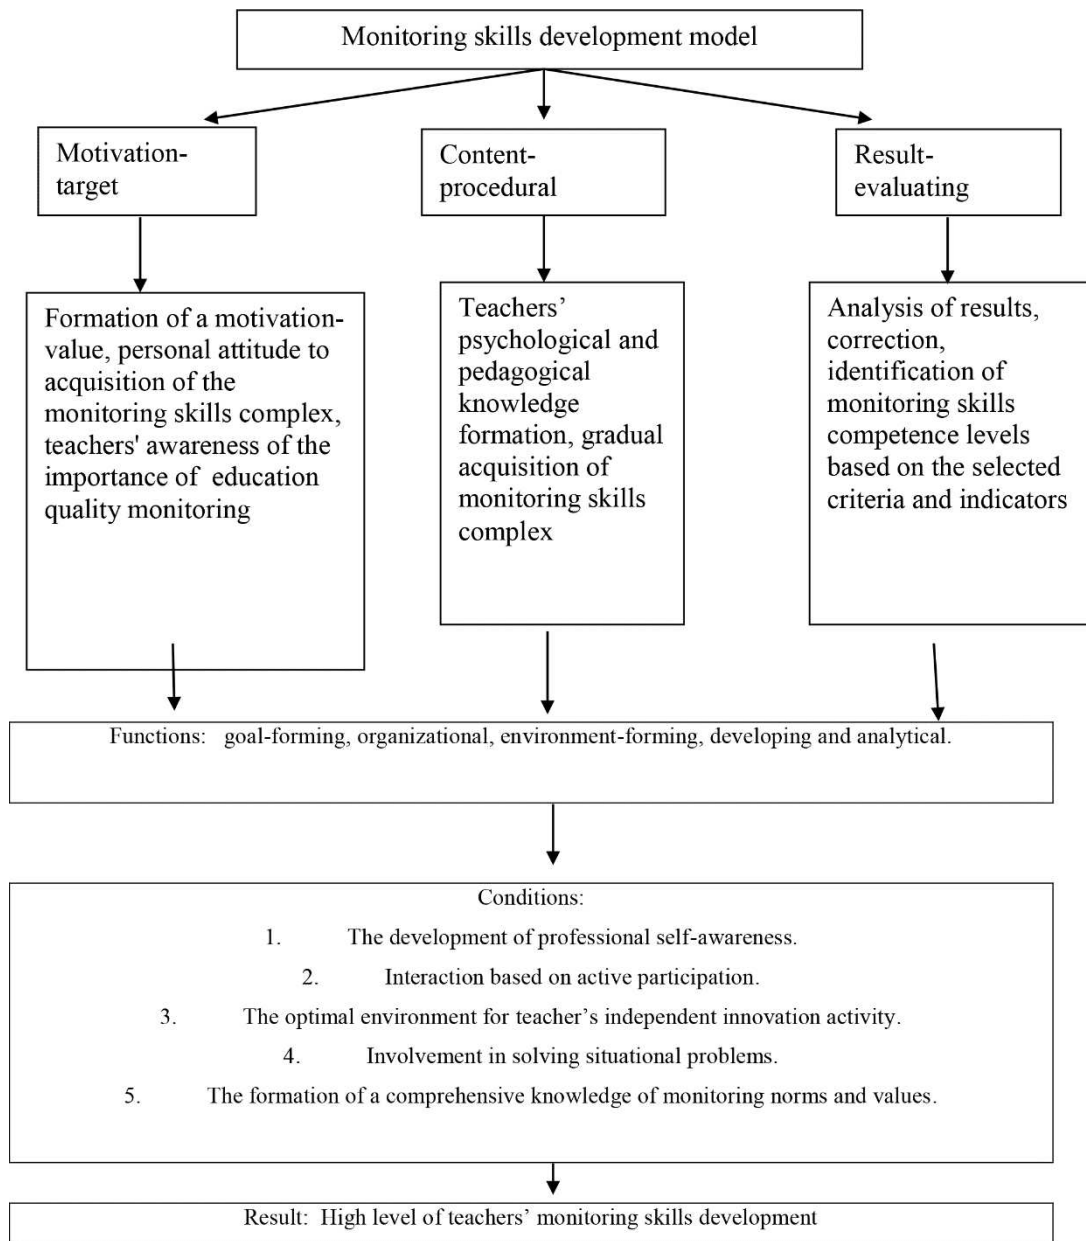 Monitoring skills development model
Motivation-
target
Content-
procedural
Result-
evaluating
Formation of a motivation-
value, personal attitude to
acquisition of the
monitoring skills complex,
teachers' awareness of the
importance of education
quality monitoring
Teachers’
psychological and
pedagogical
knowledge
formation, gradual
acquisition of
monitoring skills
complex
Analysis of results,
correction,
identification of
monitoring skills
competence levels
based on the selected
criteria and indicators
Functions: goal-forming, organizational, environment-forming, developing and analytical.
Conditions:
1. The development of professional self-awareness.
2. Interaction based on active participation.
3. The optimal environment for teacher’s independent innovation activity.
4. Involvement in solving situational problems.
5. The formation of a comprehensive knowledge of monitoring norms and values.
Result: High level of teachers’ monitoring skills development